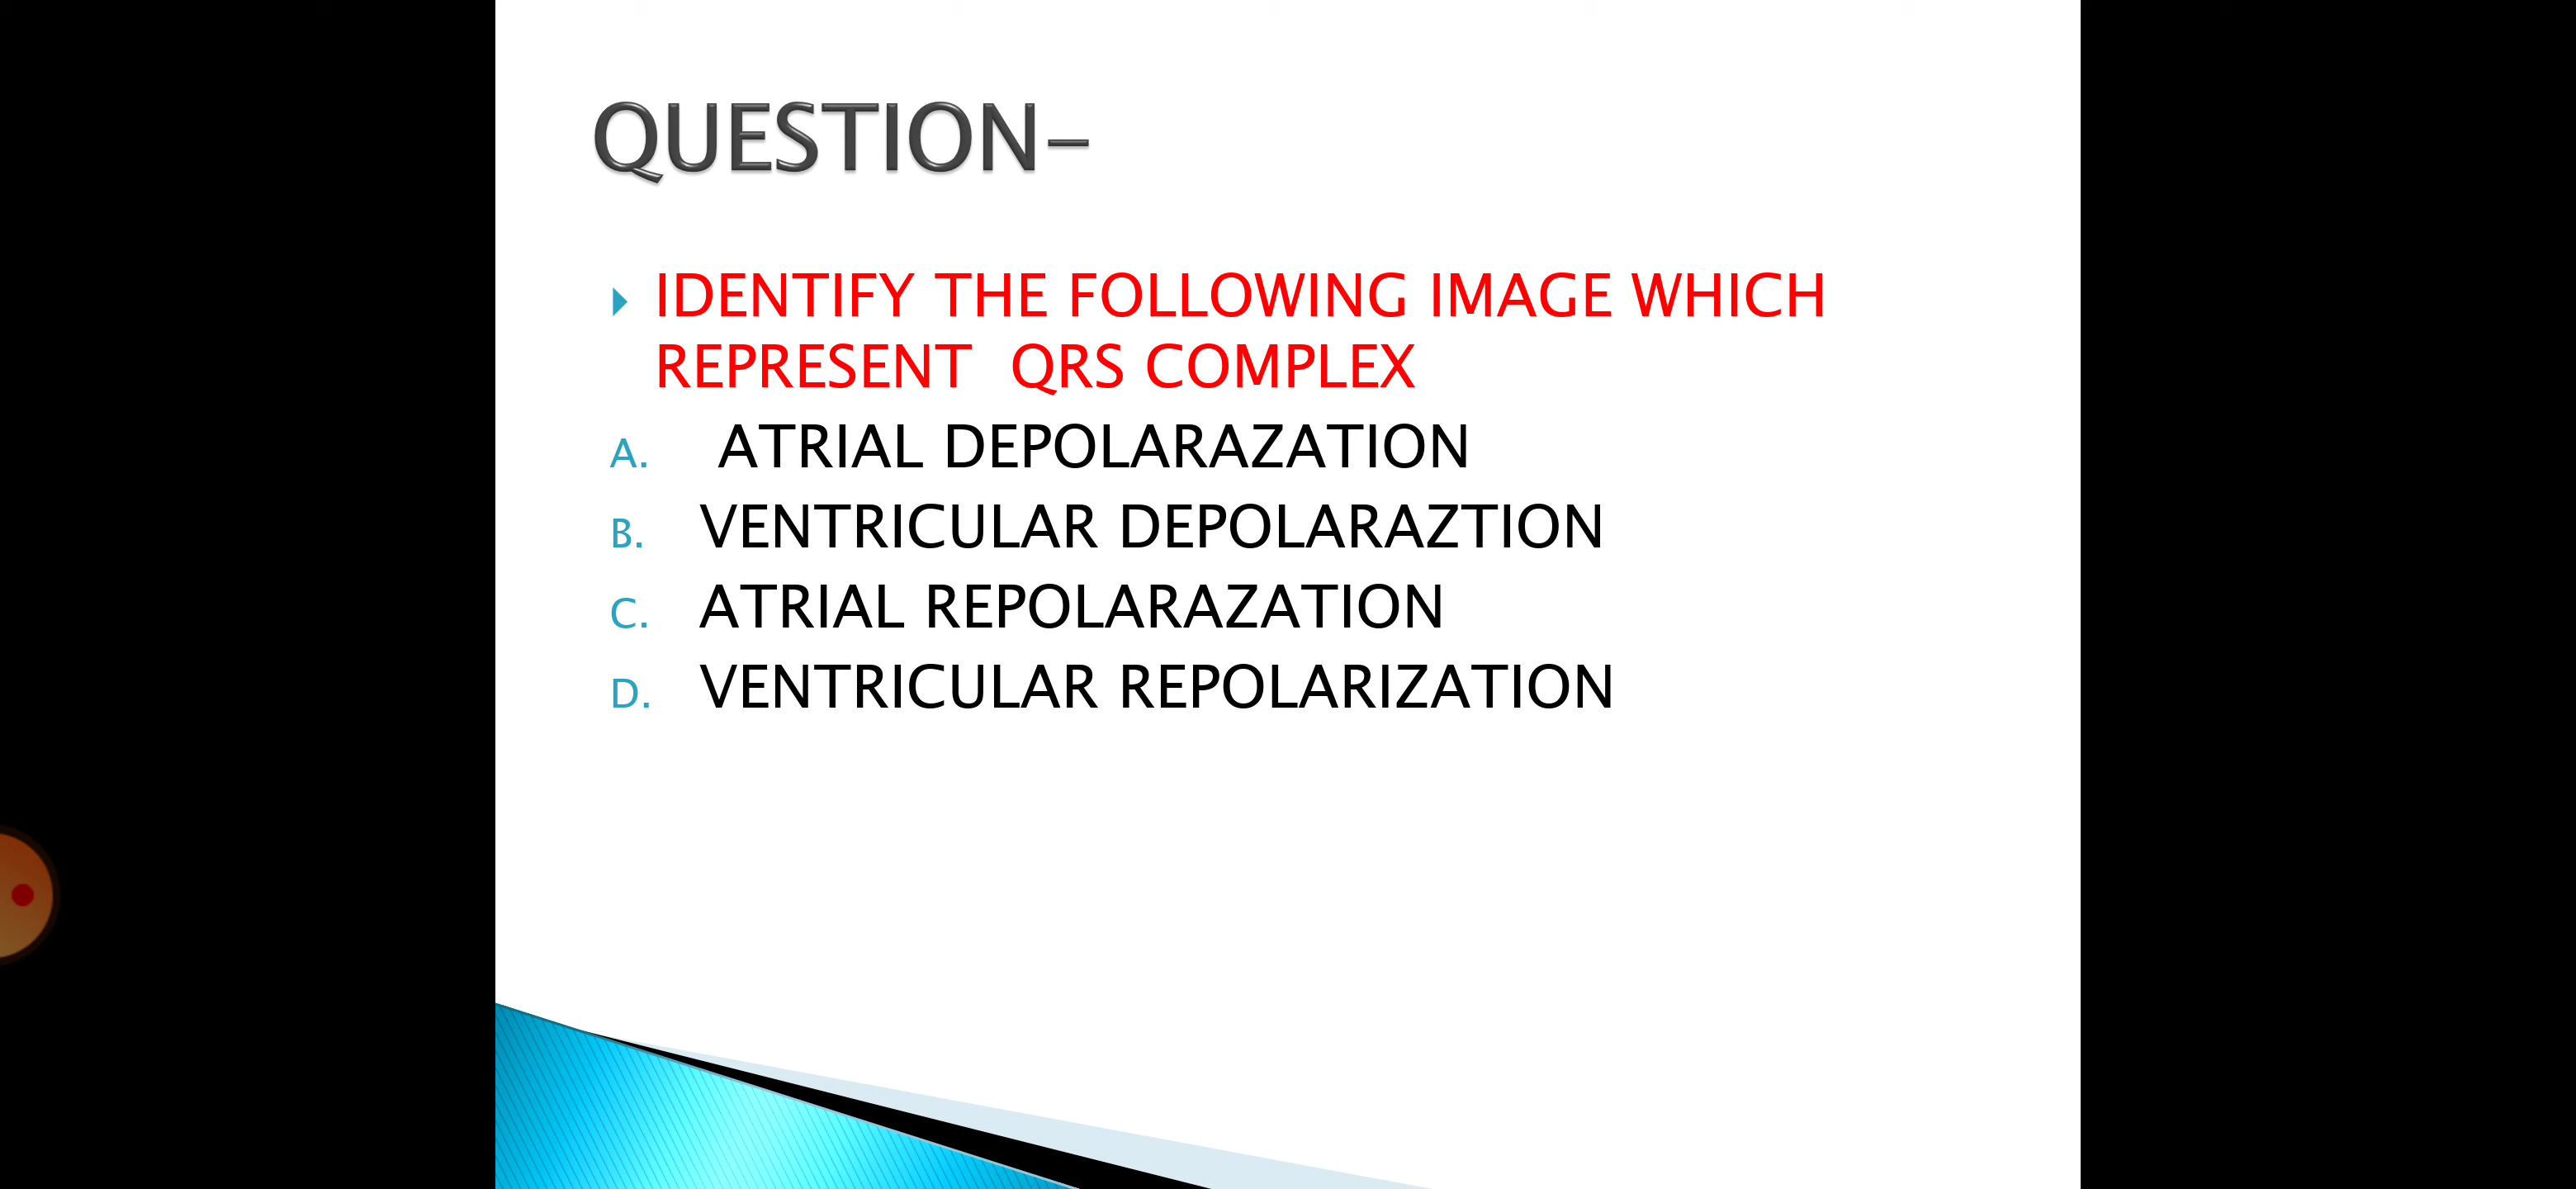 QUESTION-
IDENTIFY THE FOLLOWING IMAGE WHICH
REPRESENT QRS COMPLEX
A. ATRIAL DEPOLARAZATION
B. VENTRICULAR DEPOLARAZTION
C. ATRIAL REPOLARAZATION
D. VENTRICULAR REPOLARIZATION